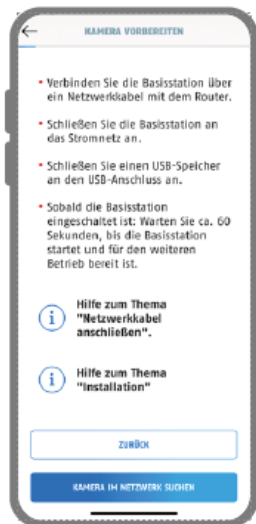 KAMERA VORBEREITEN
• Verbinden Sie die Basisstation über
ein Netzwerkkabel mit dem Router.
• Schließen Sie die Basisstation an
das Stromnetz an.
• Schließen Sie einen USB-Speicher
an den USB-Anschluss an.
• Sobald die Basisstation
eingeschaltet ist: Warten Sie ca. 60
Sekunden, bis die Basisstation
startet und für den weiteren
Betrieb bereit ist.
Hilfe zum Thema
"Netzwerkkabel
anschließen".
Hilfe zum Thema
"Installation"
ZURÜCK
KAMERA IM NETZWERK SUCHEN